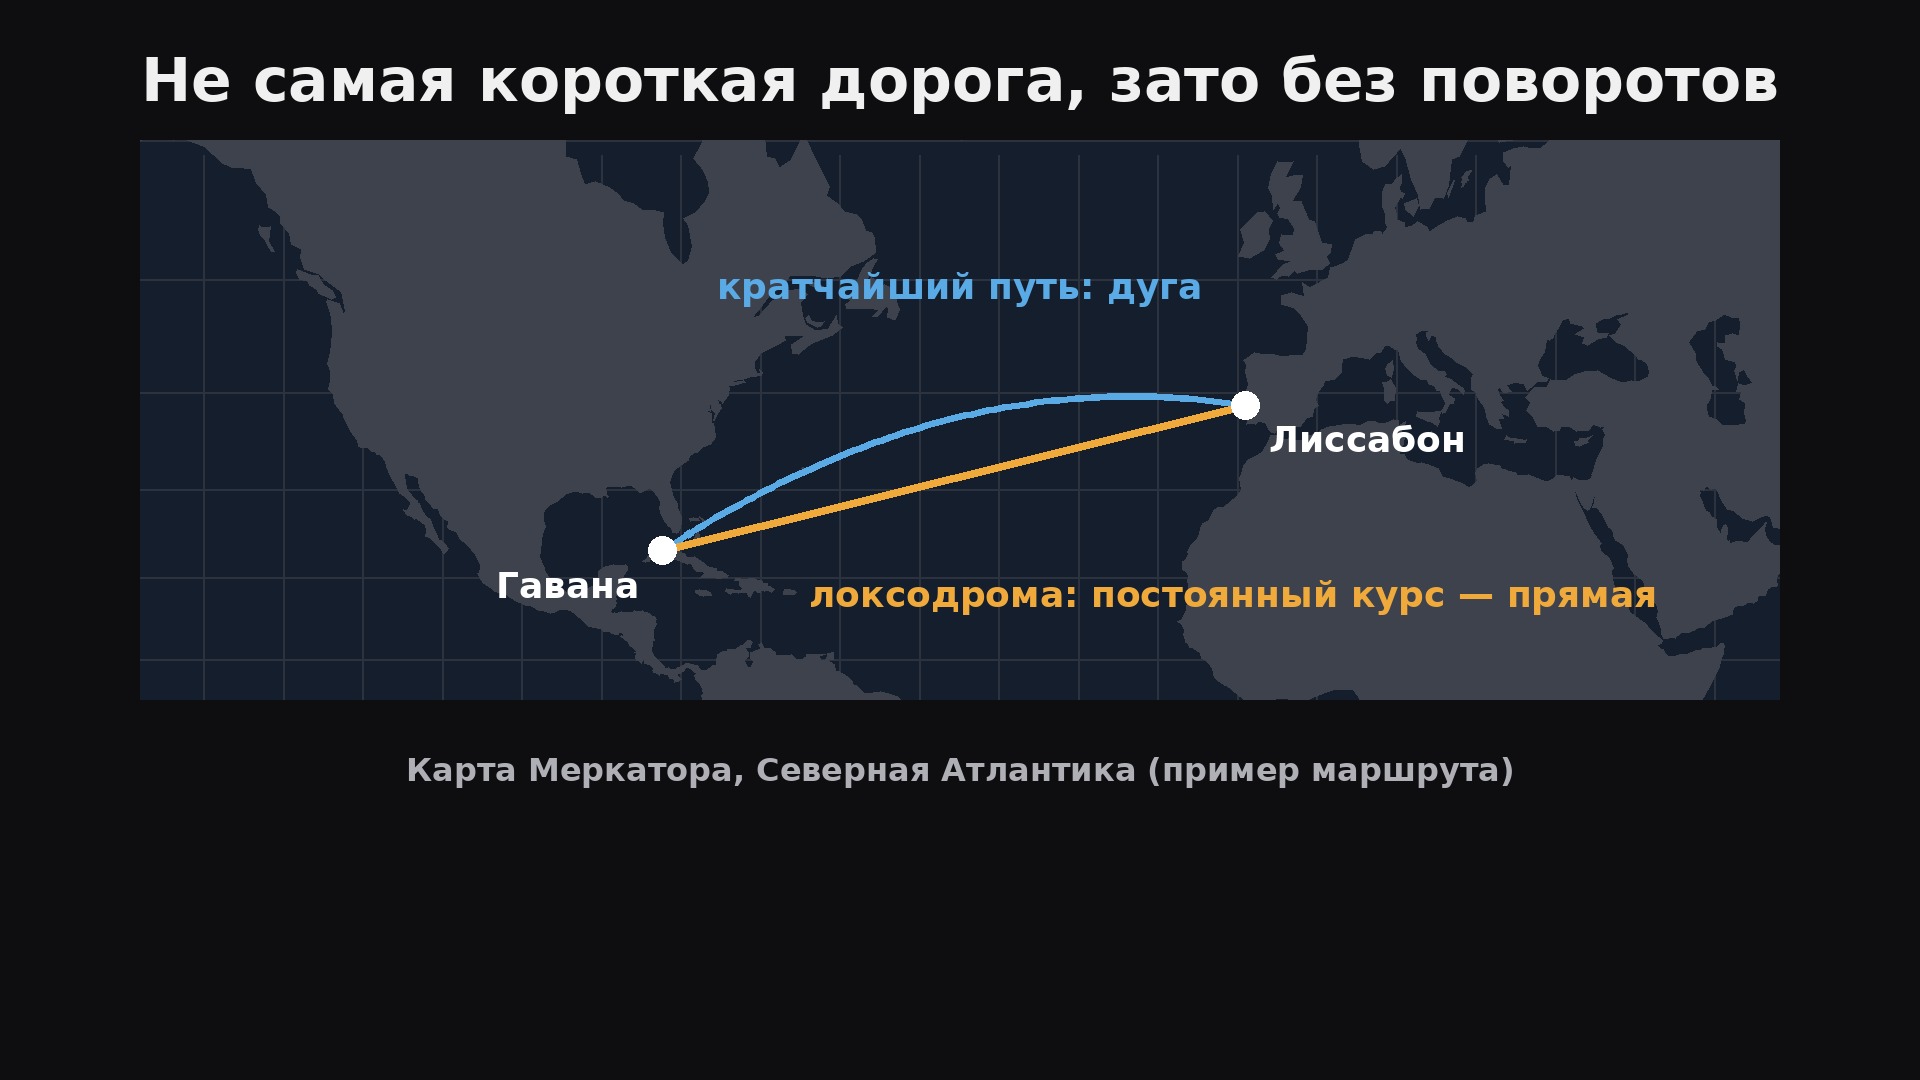 Не самая короткая дорога, зато без поворотов
кратчайший путь: дуга
Лиссабон
Гавана
локсодрома: постоянный курс — прямая
Карта Меркатора, Северная Атлантика (пример маршрута)